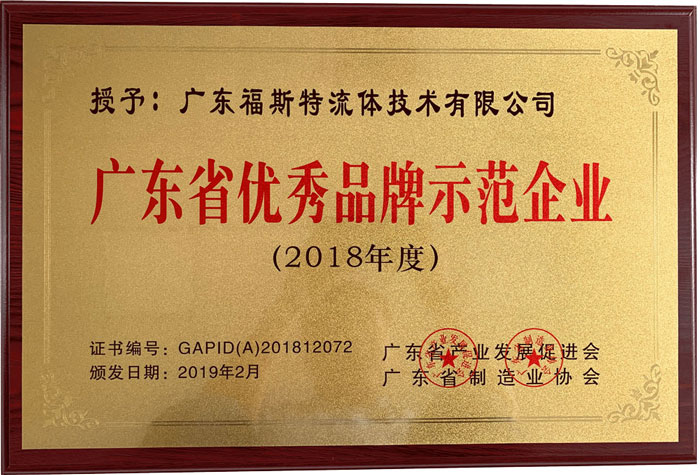 授予：广东福斯特流体技术有限公司
广东省优秀品牌示范企业
(2018年度)
证书编号：GAPID(A)201812072
颁发日期：2019年2月
广东省产业发展促进会
广东省制造业协会